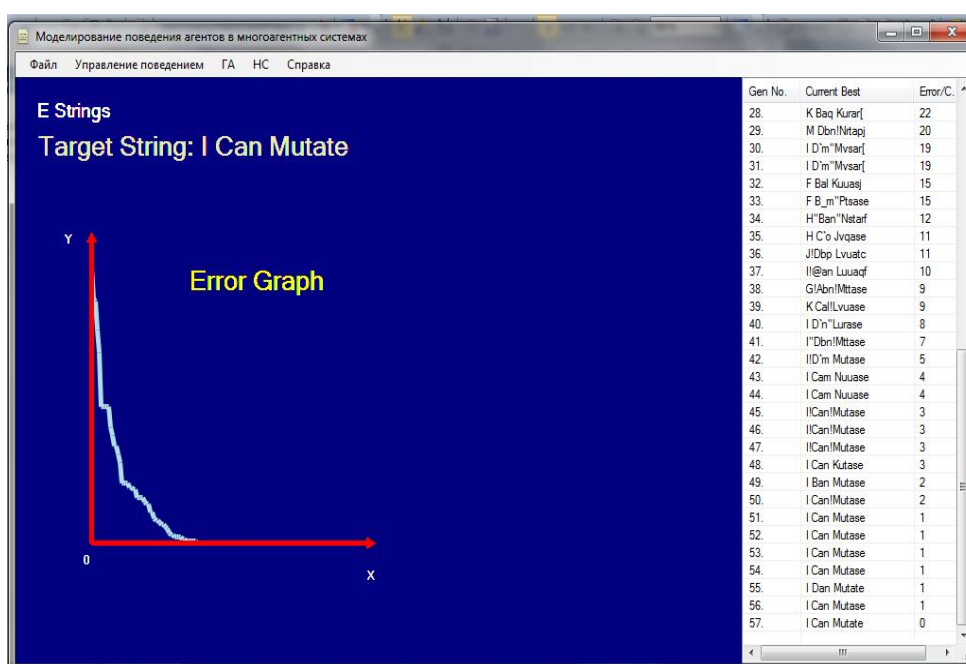 Моделирование поведения агентов в многоагентных системах
Файл Управление поведением ГА НС Справка
E Strings
Target String: I Can Mutate
Y
Error Graph
0
X
Gen No. Current Best Error/C.
28. K Baq Kurar[ 22
29. M Dbn!Nrtapj 20
30. I D'm"Mvsar[ 19
31. I D'm"Mvsar[ 19
32. F Bal Kuuasj 15
33. F B_m"Ptsase 15
34. H"Ban"Nstarf 12
35. H C`o Jvqase 11
36. J!Dbp Lvuatc 11
37. I!@an Luuaqf 10
38. G!Abn!Mttase 9
39. K Cal!Lvuase 9
40. I D`n"Lurase 8
41. I"Dbn!Mttase 7
42. I!D`m Mutase 5
43. I Cam Nuuase 4
44. I Cam Nuuase 4
45. I!Can!Mutase 3
46. I!Can!Mutase 3
47. I!Can!Mutase 3
48. I Can Kutase 3
49. I Ban Mutase 2
50. I Can!Mutase 2
51. I Can Mutase 1
52. I Can Mutase 1
53. I Can Mutase 1
54. I Can Mutase 1
55. I Dan Mutate 1
56. I Can Mutase 1
57. I Can Mutate 0